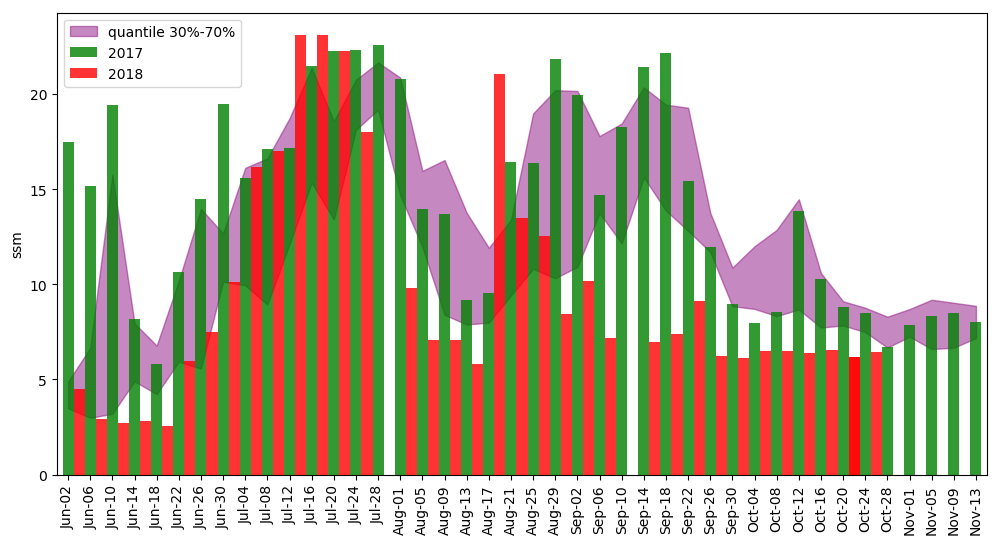 quantile 30%-70%
2017
2018
ssm
20
15
10
5
0
Jun-02
Jun-06
Jun-10
Jun-14
Jun-18
Jun-22
Jun-26
Jun-30
Jul-04
Jul-08
Jul-12
Jul-16
Jul-20
Jul-24
Jul-28
Aug-01
Aug-05
Aug-09
Aug-13
Aug-17
Aug-21
Aug-25
Aug-29
Sep-02
Sep-06
Sep-10
Sep-14
Sep-18
Sep-22
Sep-26
Sep-30
Oct-04
Oct-08
Oct-12
Oct-16
Oct-20
Oct-24
Oct-28
Nov-01
Nov-05
Nov-09
Nov-13